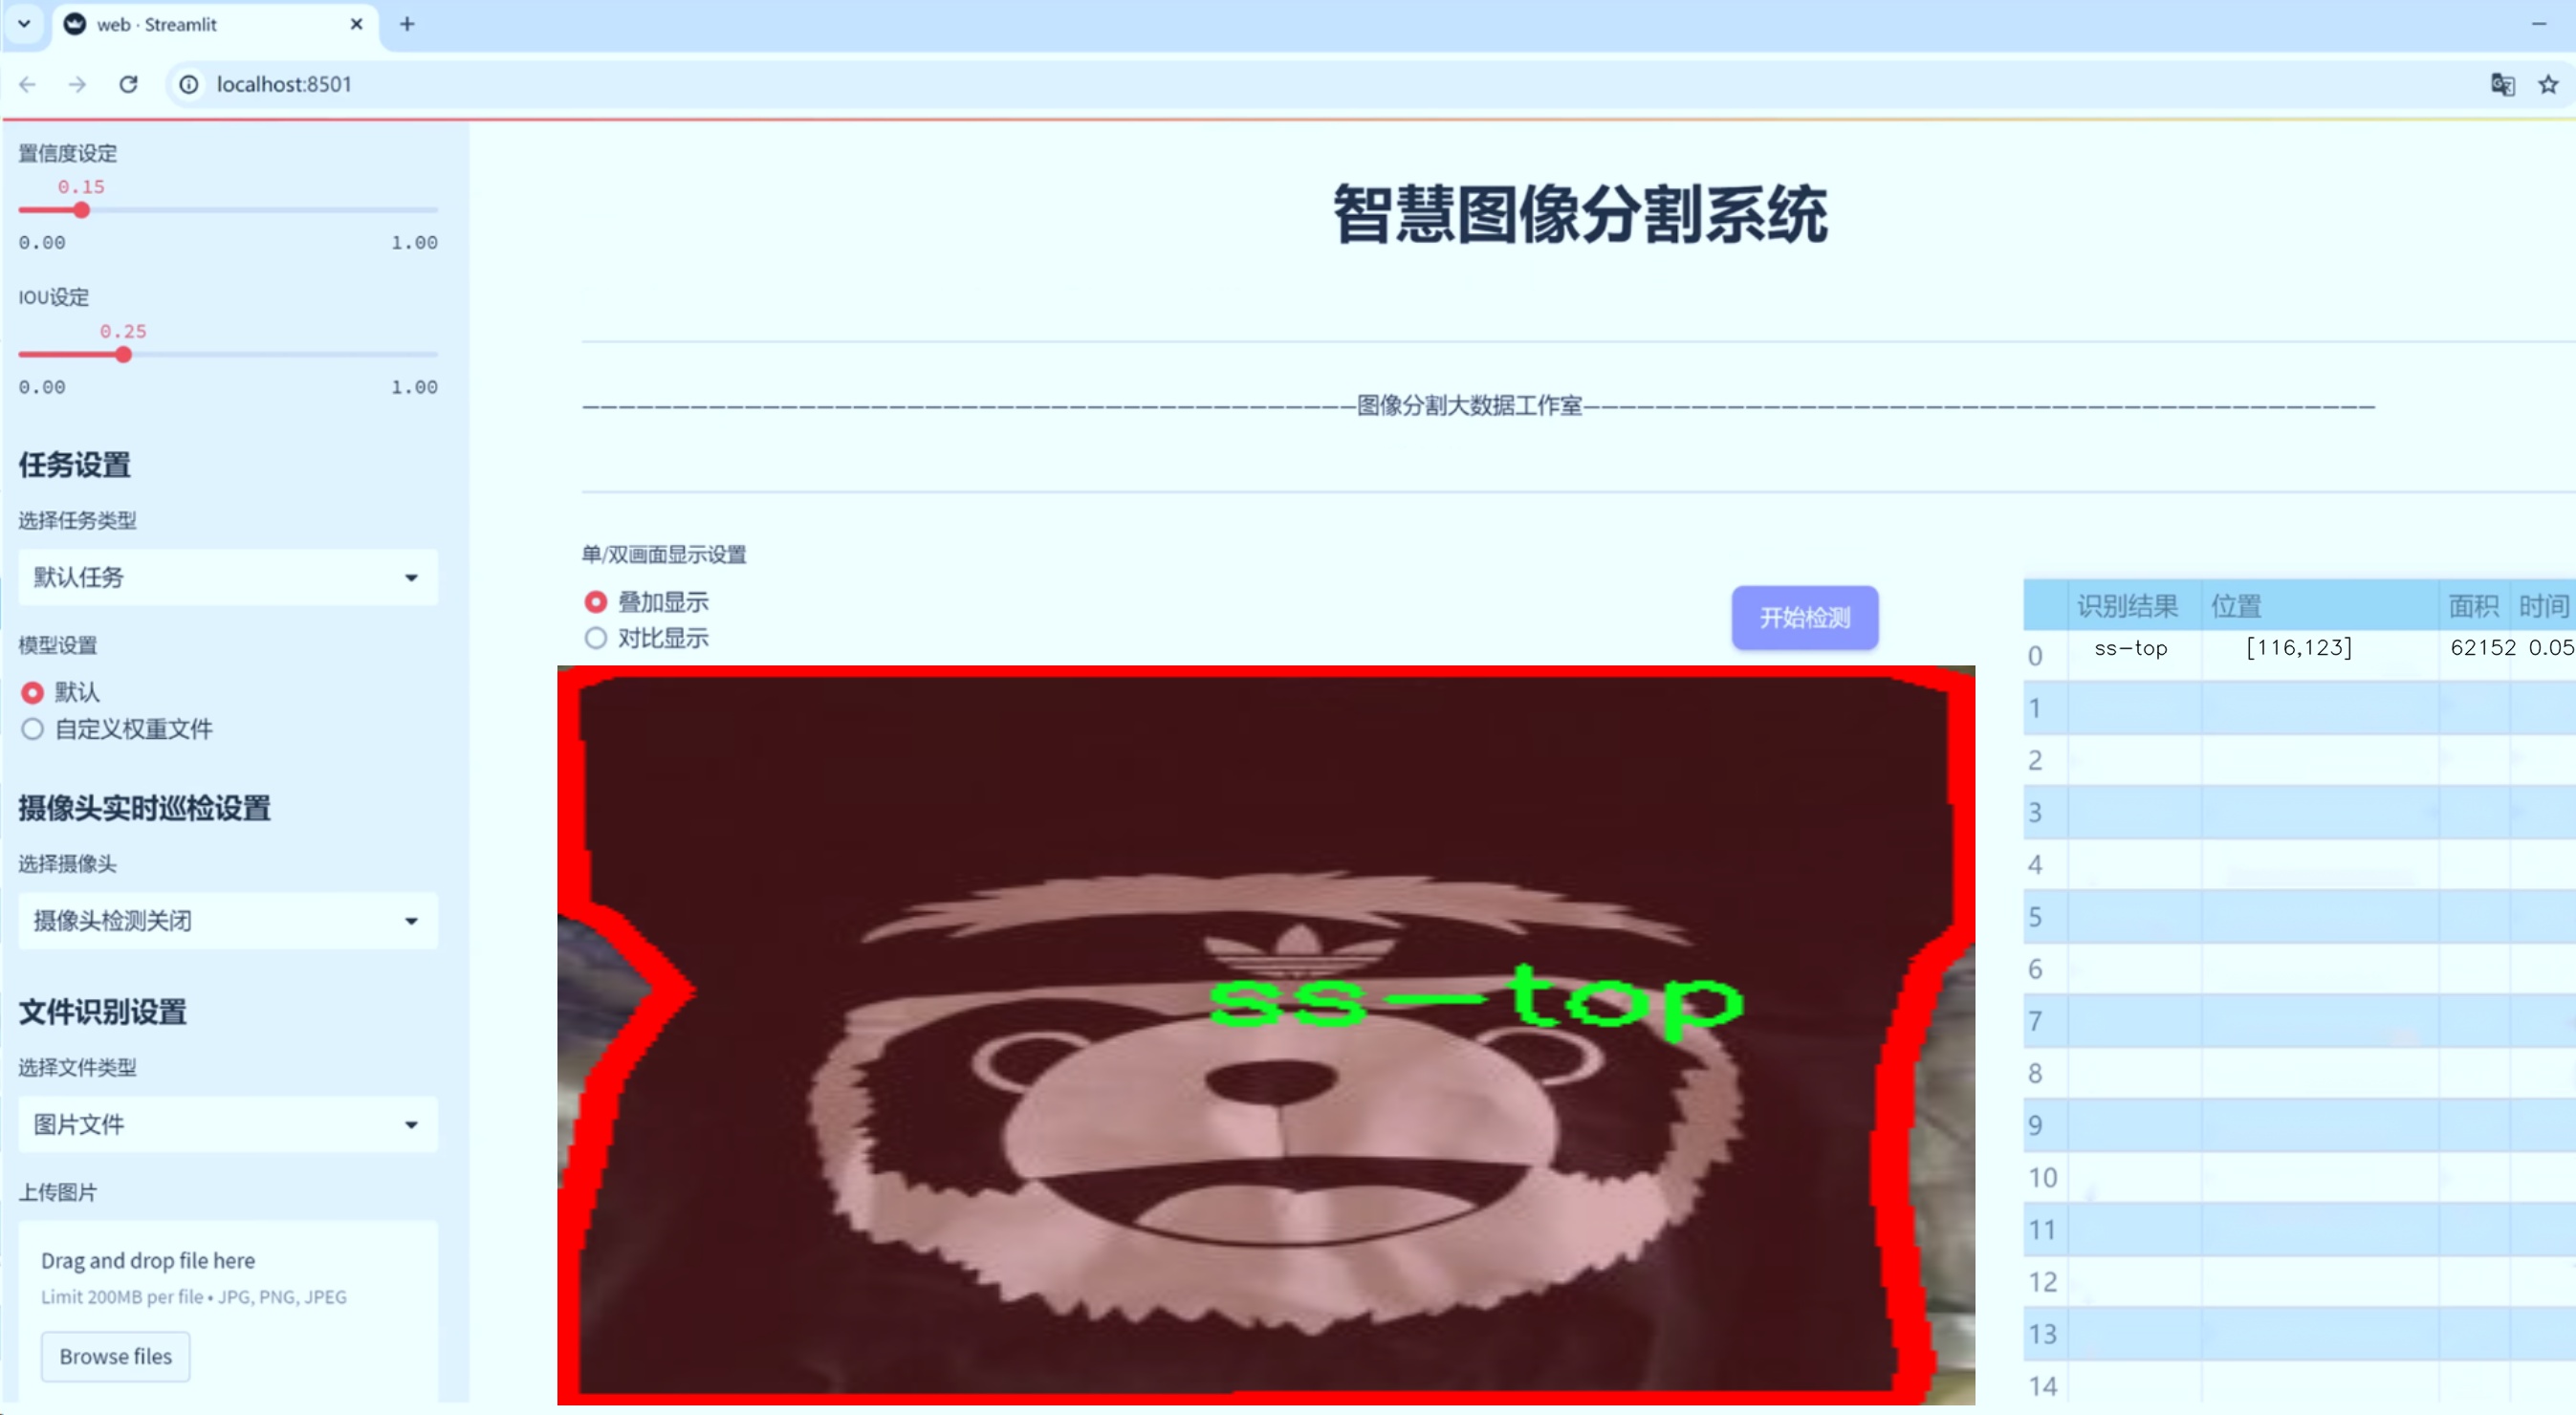 web · Streamlit
localhost:8501
置信度设定
0.15
0.00 1.00
IOU设定
0.25
0.00 1.00
任务设置
选择任务类型
默认任务
模型设置
默认
自定义权重文件
摄像头实时巡检设置
选择摄像头
摄像头检测关闭
文件识别设置
选择文件类型
图片文件
上传图片
Drag and drop file here
Limit 200MB per file • JPG, PNG, JPEG
Browse files
智慧图像分割系统
图像分割大数据工作室
单/双画面显示设置
叠加显示
对比显示
开始检测
ss-top
识别结果 位置 面积 时间
0 ss-top [116,123] 62152 0.05
1
2
3
4
5
6
7
8
9
10
11
12
13
14